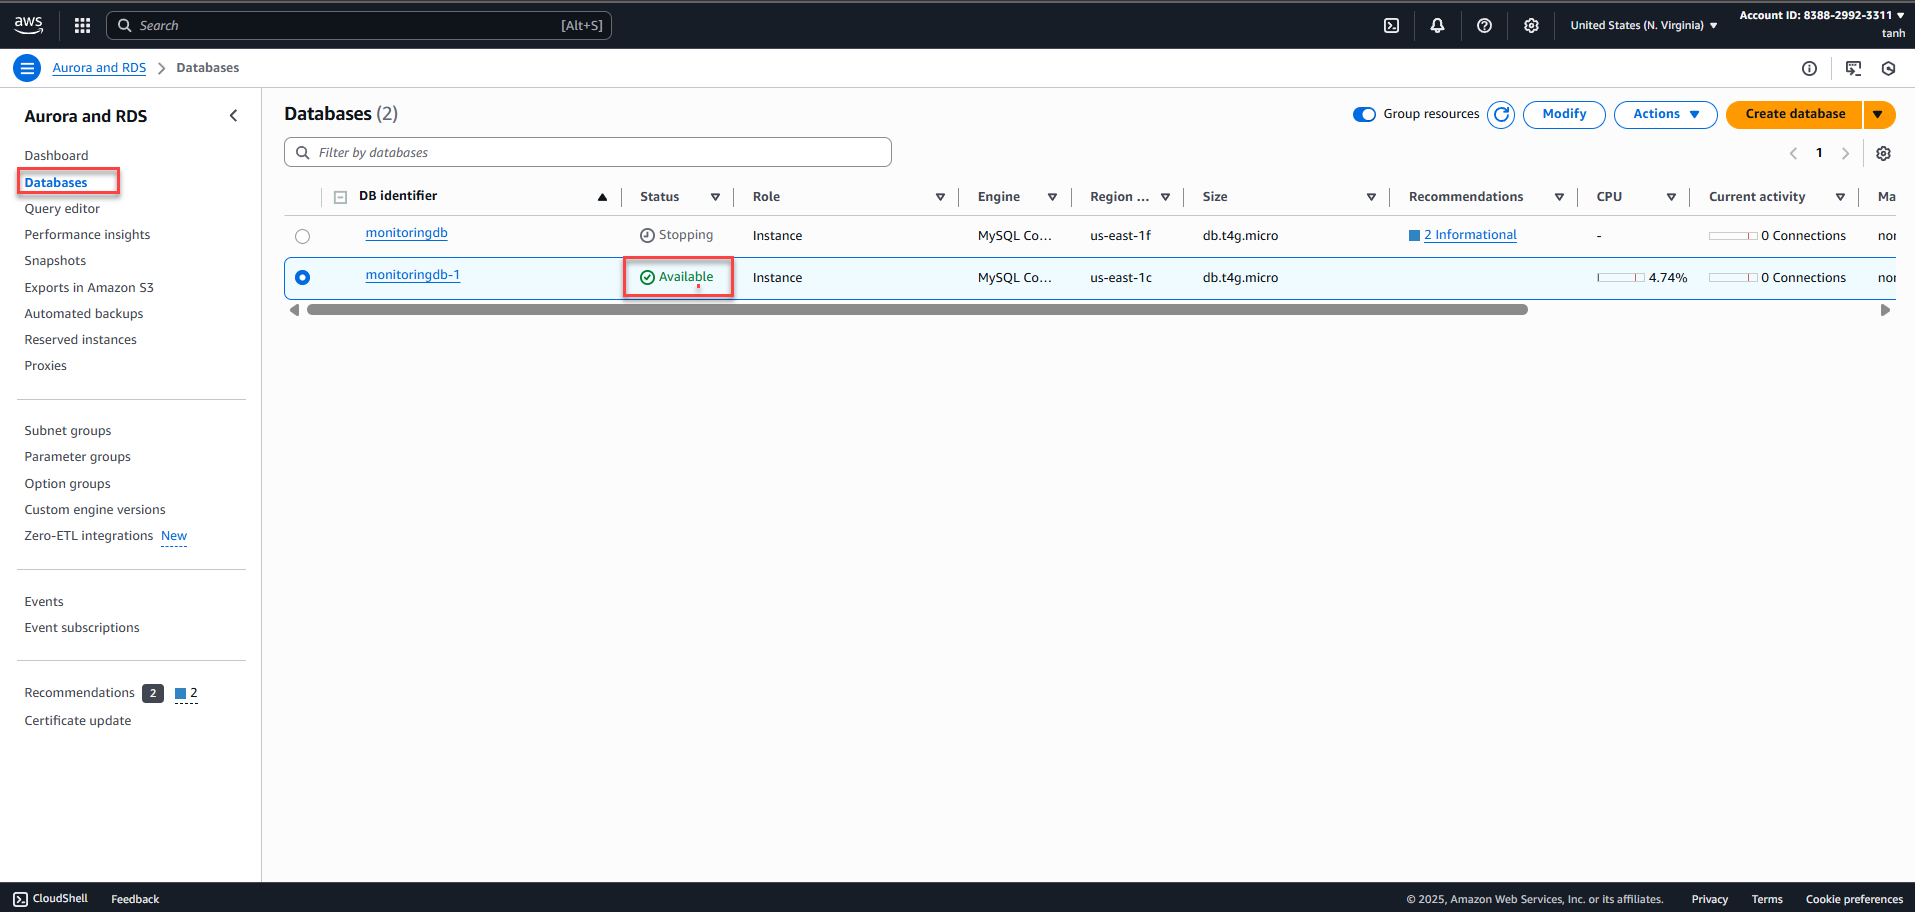 aws
Search [Alt+S]
United States (N. Virginia)
Account ID: 8388-2992-3311
tanh
Aurora and RDS > Databases
Aurora and RDS
Dashboard
Databases
Query editor
Performance insights
Snapshots
Exports in Amazon S3
Automated backups
Reserved instances
Proxies
Subnet groups
Parameter groups
Option groups
Custom engine versions
Zero-ETL integrations New
Events
Event subscriptions
Recommendations 2 2
Certificate update
Databases (2)
Group resources
Modify
Actions
Create database
Filter by databases
1
DB identifier Status Role Engine Region ... Size Recommendations CPU Current activity Ma
monitoringdb Stopping Instance MySQL Co... us-east-1f db.t4g.micro 2 Informational - 0 Connections nor
monitoringdb-1 Available Instance MySQL Co... us-east-1c db.t4g.micro 4.74% 0 Connections nor
CloudShell Feedback
© 2025, Amazon Web Services, Inc. or its affiliates. Privacy Terms Cookie preferences